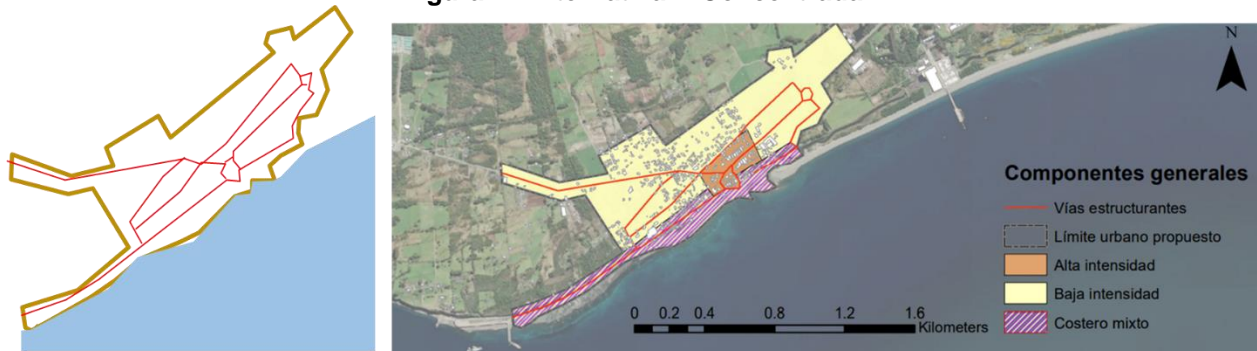 N
Componentes generales
Vías estructurantes
Límite urbano propuesto
Alta intensidad
Baja intensidad
Costero mixto
0 0.2 0.4 0.8 1.2 1.6
Kilometers